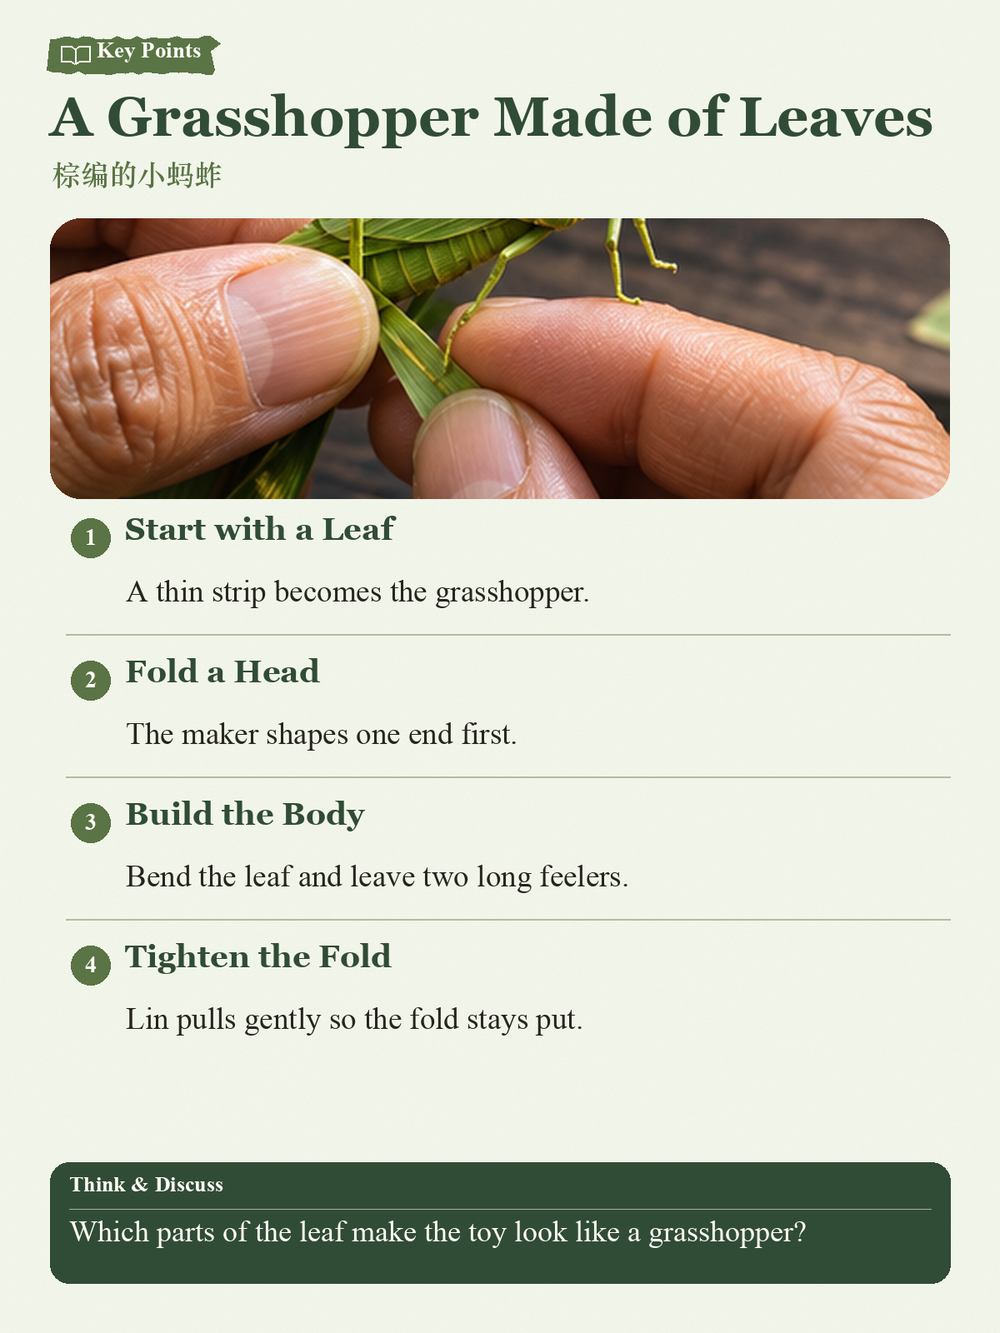 Key Points
A Grasshopper Made of Leaves
棕编的小蚂蚱
1 Start with a Leaf
A thin strip becomes the grasshopper.
2 Fold a Head
The maker shapes one end first.
3 Build the Body
Bend the leaf and leave two long feelers.
4 Tighten the Fold
Lin pulls gently so the fold stays put.
Think & Discuss
Which parts of the leaf make the toy look like a grasshopper?